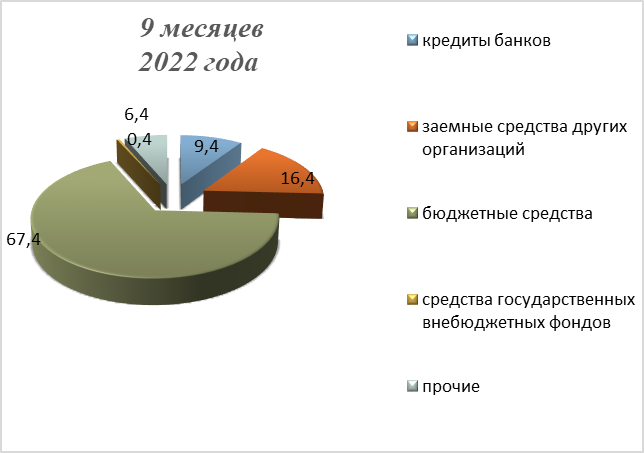 9 месяцев
2022 года
6,4
0,4
9,4
16,4
67,4
кредиты банков
заемные средства других
организаций
бюджетные средства
средства государственных
внебюджетных фондов
прочие